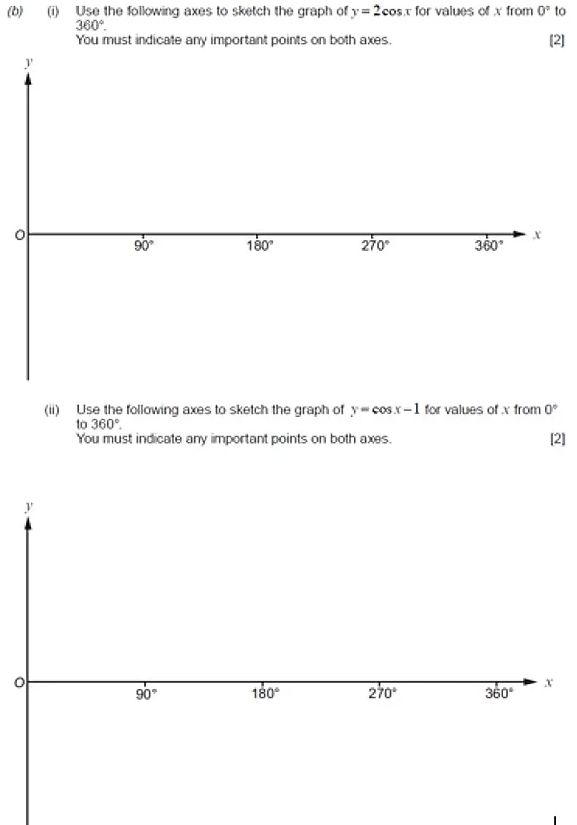 (b) (i) Use the following axes to sketch the graph of y = 2cos x for values of x from 0° to
360°.
You must indicate any important points on both axes. [2]
y
O x
90° 180° 270° 360°
(ii) Use the following axes to sketch the graph of y = cos x − 1 for values of x from 0°
to 360°.
You must indicate any important points on both axes. [2]
y
O x
90° 180° 270° 360°